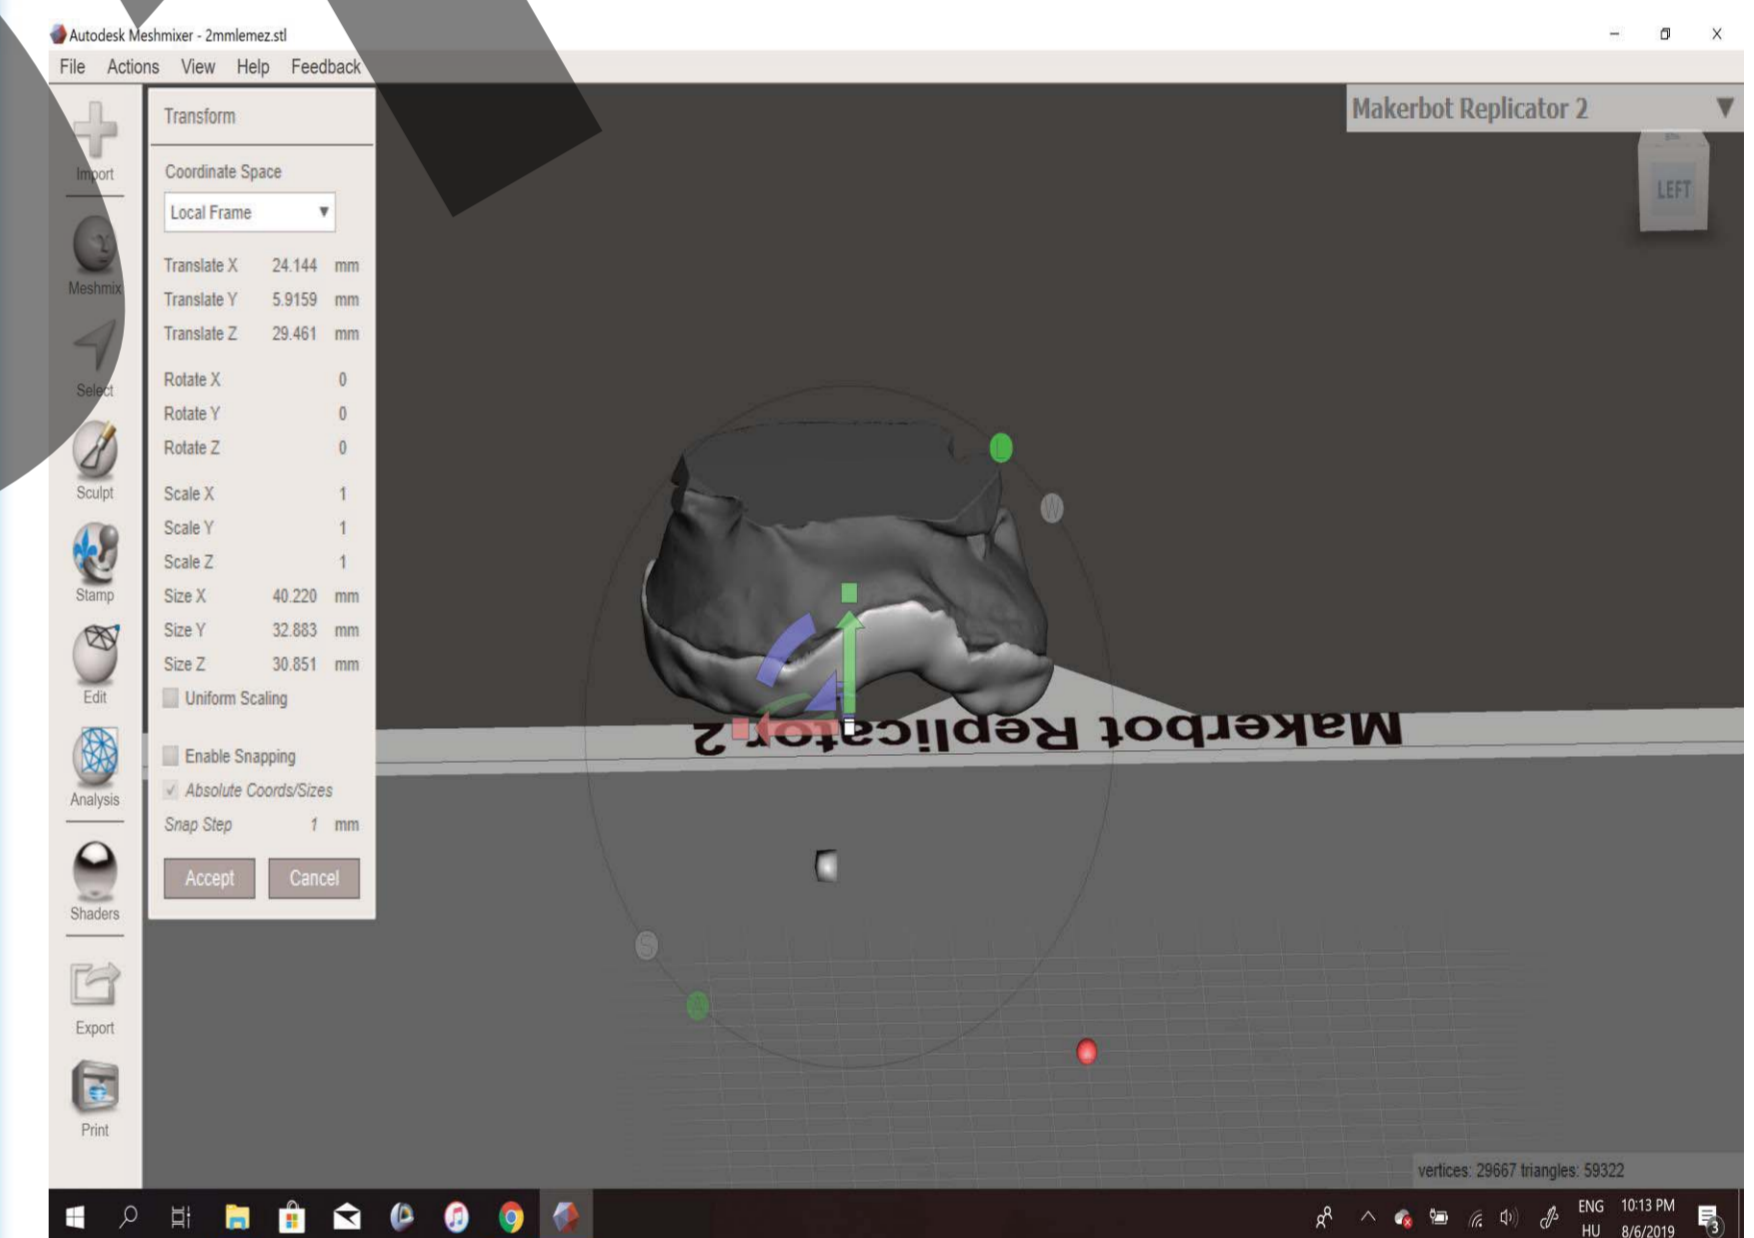 Autodesk Meshmixer - 2mmlemez.stl
File Actions View Help Feedback
Import
Meshmix
Select
Sculpt
Stamp
Edit
Analysis
Shaders
Export
Print
Transform
Coordinate Space
Local Frame
Translate X 24.144 mm
Translate Y 5.9159 mm
Translate Z 29.461 mm
Rotate X 0
Rotate Y 0
Rotate Z 0
Scale X 1
Scale Y 1
Scale Z 1
Size X 40.220 mm
Size Y 32.883 mm
Size Z 30.851 mm
Uniform Scaling
Enable Snapping
Absolute Coords/Sizes
Snap Step 1 mm
Accept Cancel
Makerbot Replicator 2
LEFT
L
W
S
Makerbot Replicator 2
vertices: 29667 triangles: 59322
ENG 10:13 PM
HU 8/6/2019
3